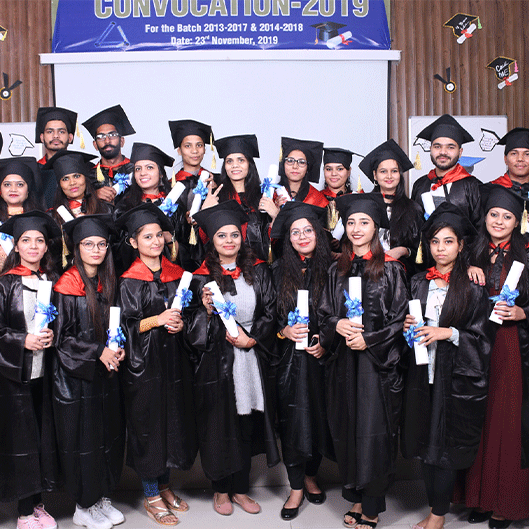 CONVOCATION-2019
For the Batch 2013-2017 & 2014-2018
Date: 23rd November, 2019